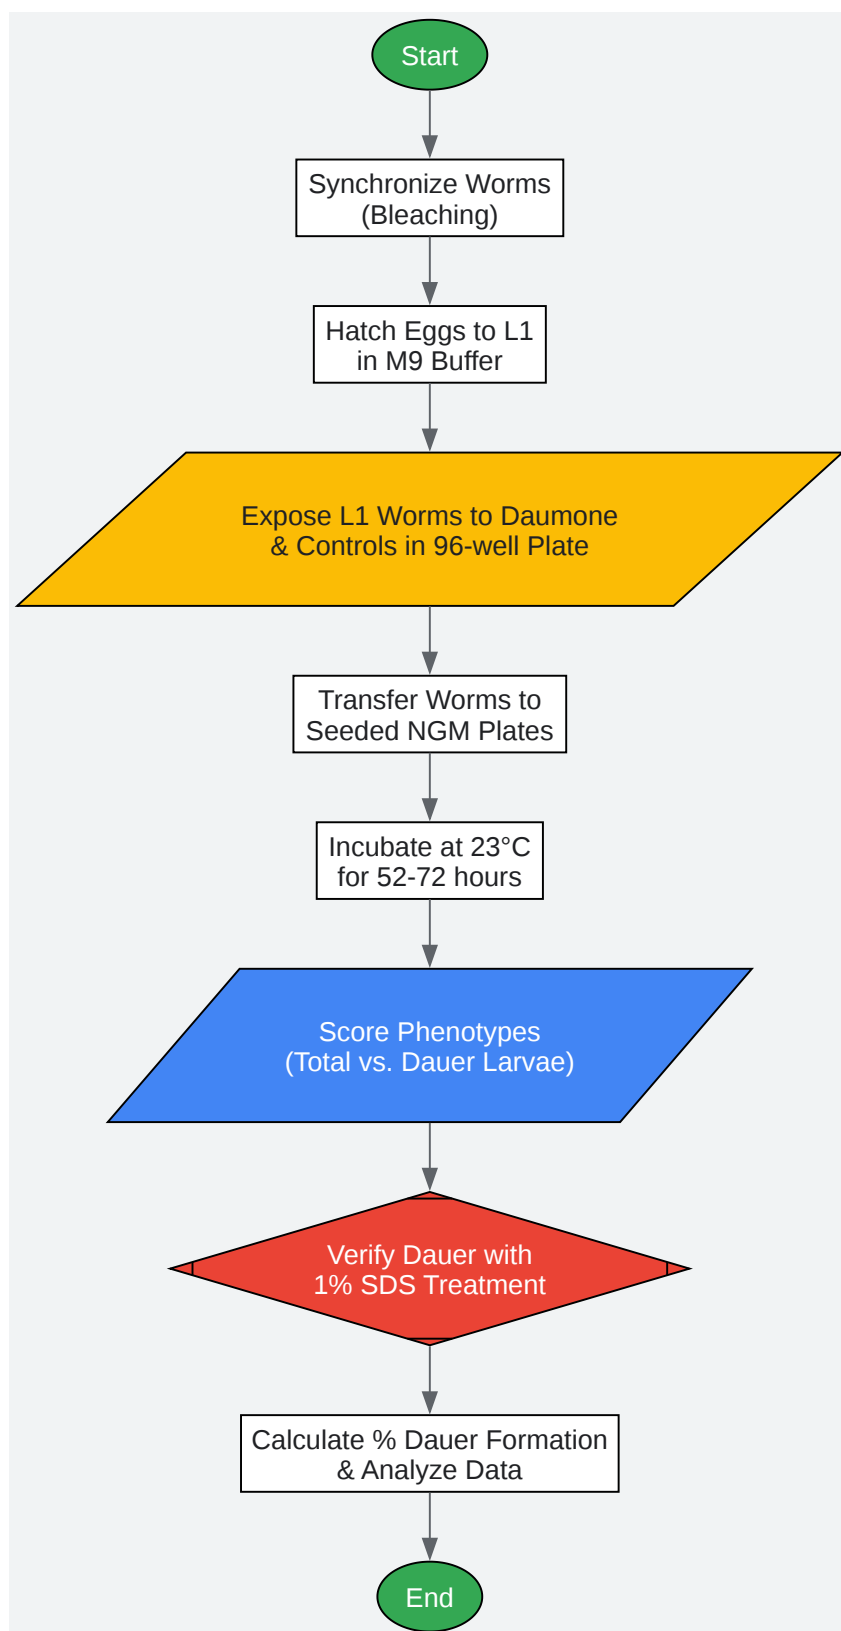 Start
Synchronize Worms
(Bleaching)
Hatch Eggs to L1
in M9 Buffer
Expose L1 Worms to Daumone
& Controls in 96-well Plate
Transfer Worms to
Seeded NGM Plates
Incubate at 23°C
for 52-72 hours
Score Phenotypes
(Total vs. Dauer Larvae)
Verify Dauer with
1% SDS Treatment
Calculate % Dauer Formation
& Analyze Data
End